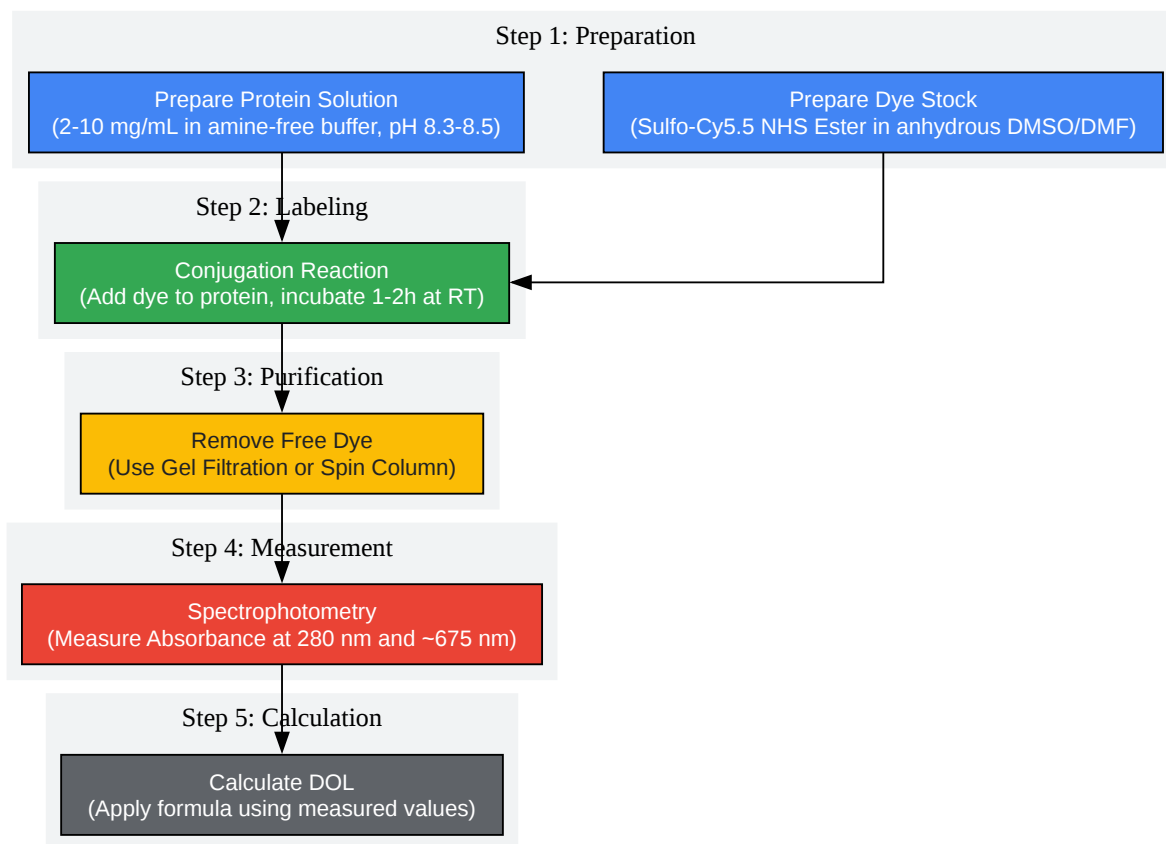 Step 1: Preparation
Prepare Protein Solution
(2-10 mg/mL in amine-free buffer, pH 8.3-8.5)
Prepare Dye Stock
(Sulfo-Cy5.5 NHS Ester in anhydrous DMSO/DMF)
Step 2: Labeling
Conjugation Reaction
(Add dye to protein, incubate 1-2h at RT)
Step 3: Purification
Remove Free Dye
(Use Gel Filtration or Spin Column)
Step 4: Measurement
Spectrophotometry
(Measure Absorbance at 280 nm and ~675 nm)
Step 5: Calculation
Calculate DOL
(Apply formula using measured values)